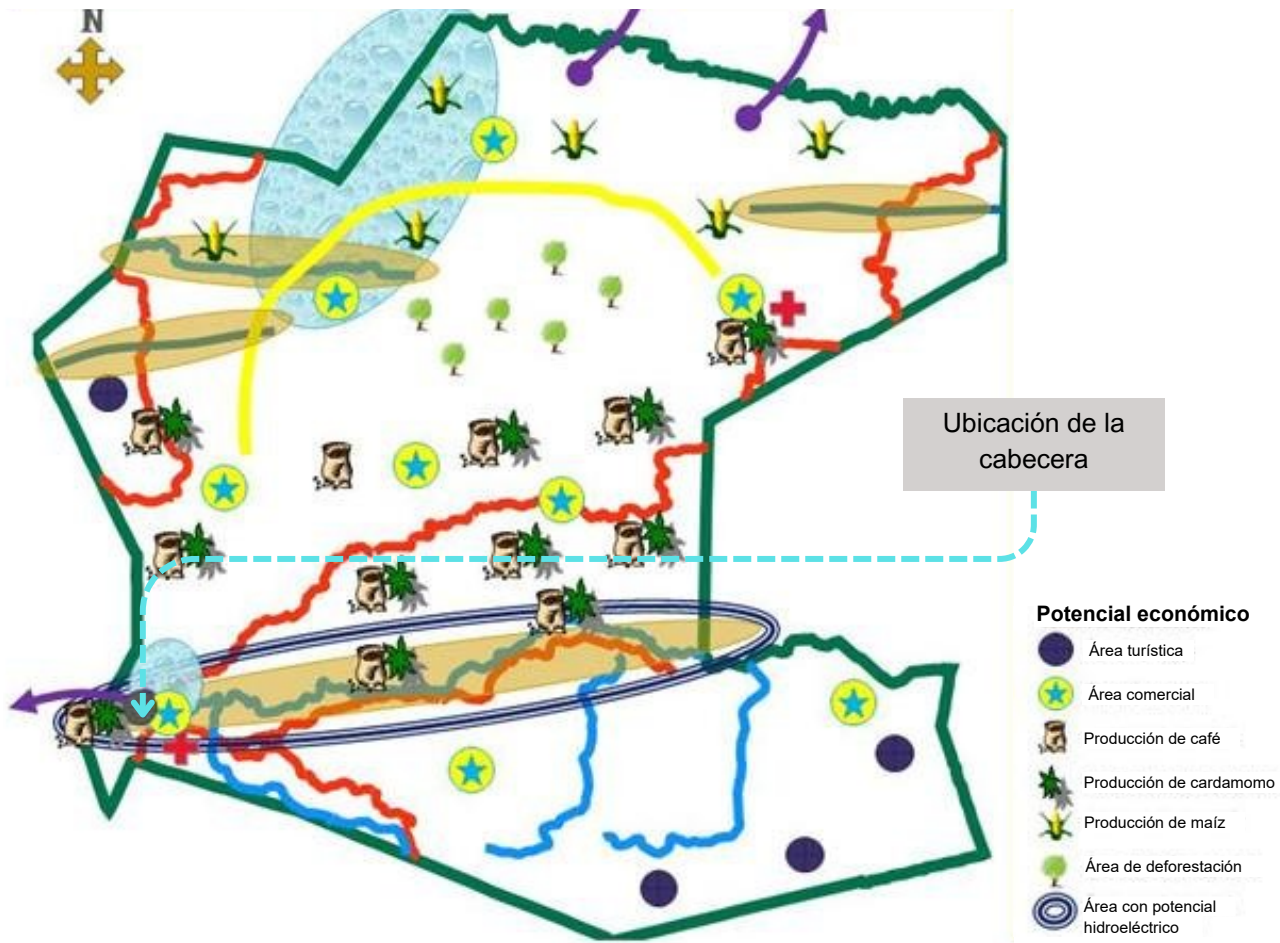 N
Ubicación de la
cabecera
Potencial económico
Área turística
Área comercial
Producción de café
Producción de cardamomo
Producción de maíz
Área de deforestación
Área con potencial
hidroeléctrico